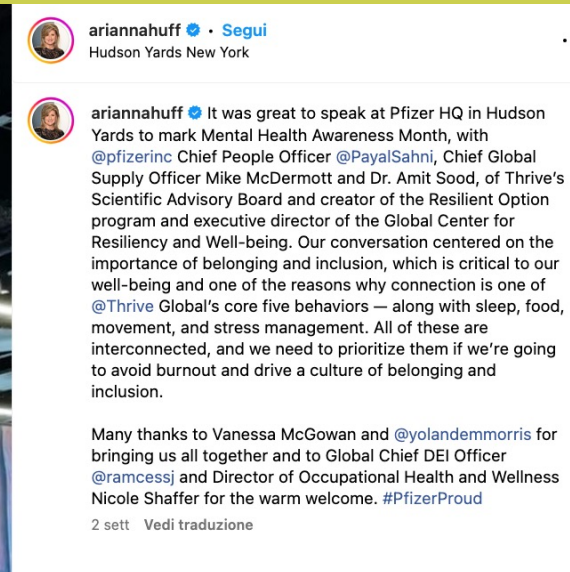 ariannahuff • Segui
Hudson Yards New York
ariannahuff It was great to speak at Pfizer HQ in Hudson
Yards to mark Mental Health Awareness Month, with
@pfizerinc Chief People Officer @PayalSahni, Chief Global
Supply Officer Mike McDermott and Dr. Amit Sood, of Thrive's
Scientific Advisory Board and creator of the Resilient Option
program and executive director of the Global Center for
Resiliency and Well-being. Our conversation centered on the
importance of belonging and inclusion, which is critical to our
well-being and one of the reasons why connection is one of
@Thrive Global's core five behaviors — along with sleep, food,
movement, and stress management. All of these are
interconnected, and we need to prioritize them if we're going
to avoid burnout and drive a culture of belonging and
inclusion.
Many thanks to Vanessa McGowan and @yolandemmorris for
bringing us all together and to Global Chief DEI Officer
@ramcessj and Director of Occupational Health and Wellness
Nicole Shaffer for the warm welcome. #PfizerProud
2 sett Vedi traduzione